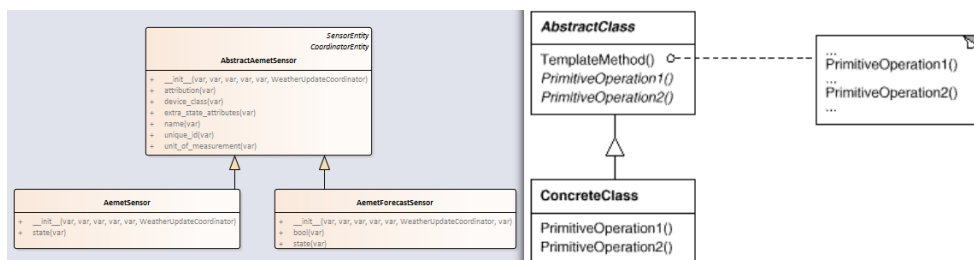 SensorEntity
CoordinatorEntity
AbstractAemetSensor
+ __init__(var, var, var, var, var, WeatherUpdateCoordinator)
+ attribution(var)
+ device_class(var)
+ extra_state_attributes(var)
+ name(var)
+ unique_id(var)
+ unit_of_measurement(var)
AemetSensor
+ __init__(var, var, var, var, var, WeatherUpdateCoordinator)
+ state(var)
AemetForecastSensor
+ __init__(var, var, var, var, var, WeatherUpdateCoordinator, var)
+ bool(var)
+ state(var)
AbstractClass
TemplateMethod()
PrimitiveOperation1()
PrimitiveOperation2()
...
PrimitiveOperation1()
...
PrimitiveOperation2()
...
ConcreteClass
PrimitiveOperation1()
PrimitiveOperation2()